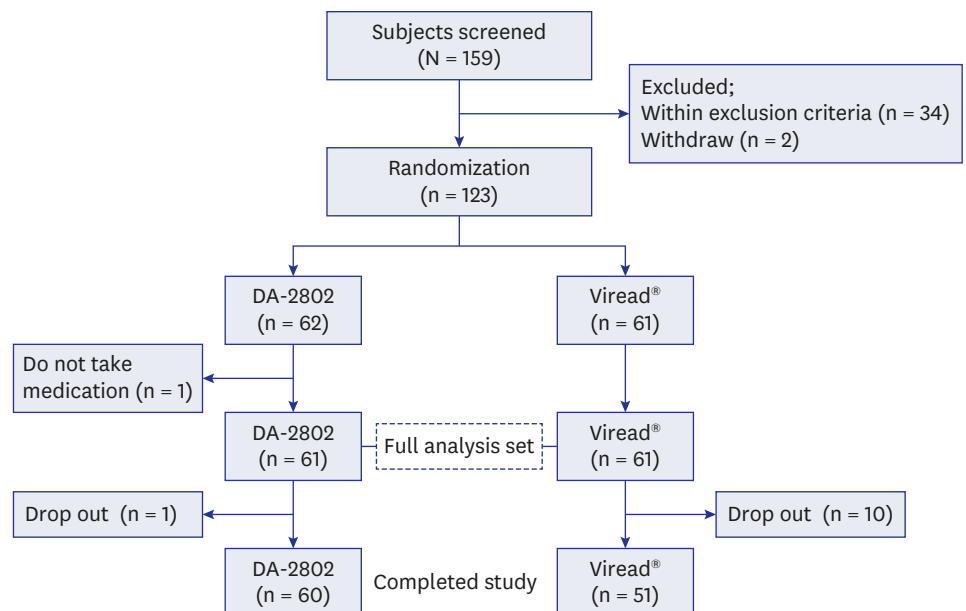 Subjects screened
(N = 159)
Excluded;
Within exclusion criteria (n = 34)
Withdraw (n = 2)
Randomization
(n = 123)
DA-2802
(n = 62)
Viread®
(n = 61)
Do not take
medication (n = 1)
DA-2802
(n = 61)
Full analysis set
Viread®
(n = 61)
Drop out (n = 1)
Drop out (n = 10)
DA-2802
(n = 60)
Completed study
Viread®
(n = 51)